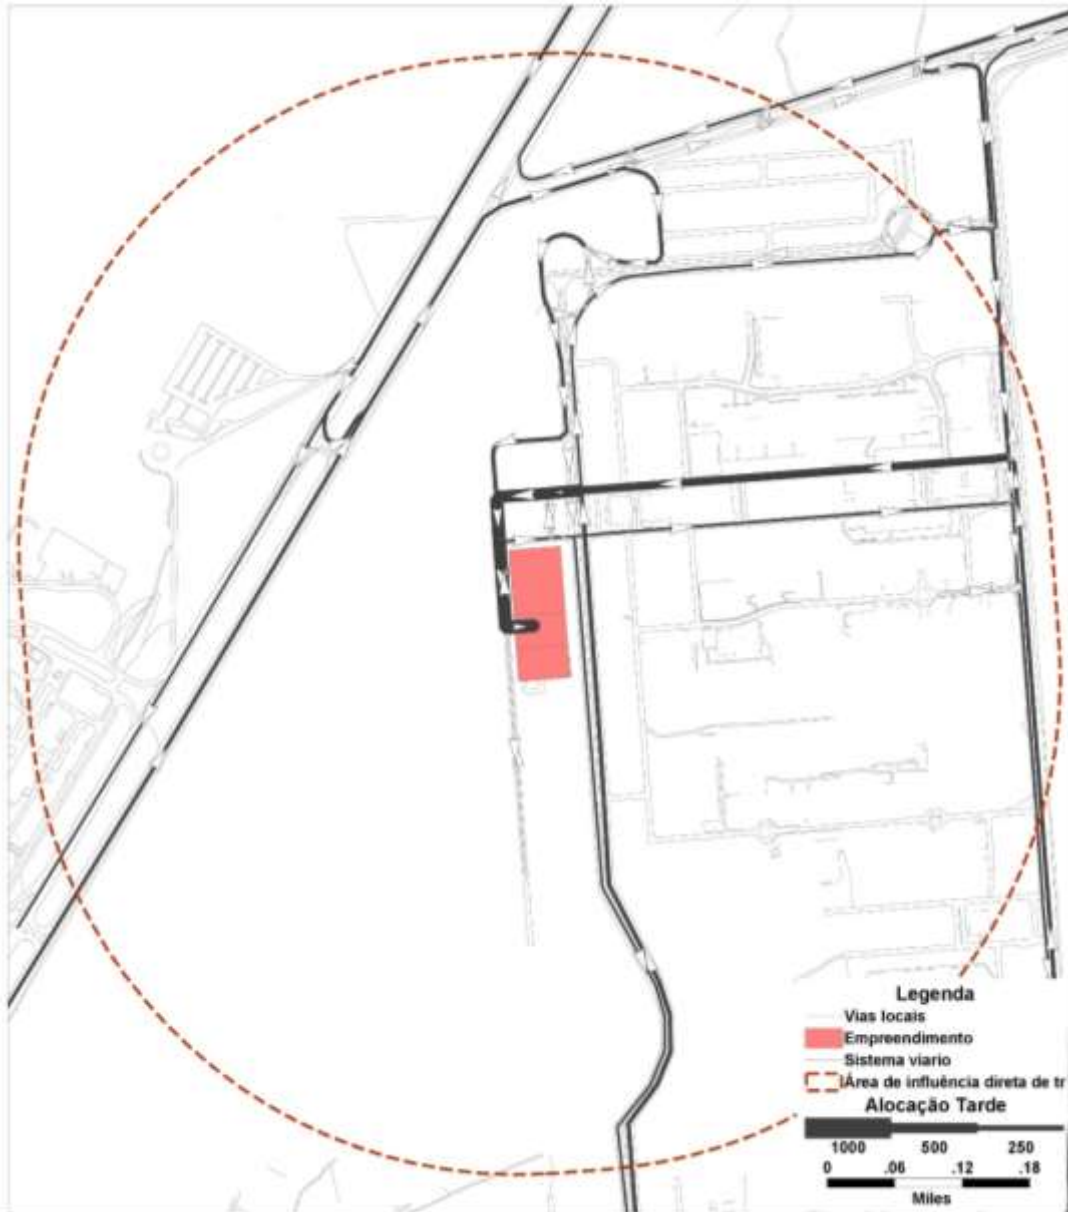 Legenda
Vias locais
Empreendimento
Sistema viario
Área de influência direta de tr
Alocação Tarde
1000 500 250
0 .06 .12 .18
Miles